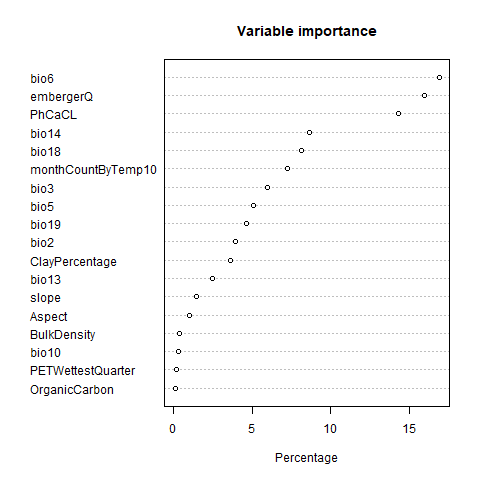 Variable importance
bio6
embergerQ
PhCaCL
bio14
bio18
monthCountByTemp10
bio3
bio5
bio19
bio2
ClayPercentage
bio13
slope
Aspect
BulkDensity
bio10
PETWettestQuarter
OrganicCarbon
0 5 10 15
Percentage